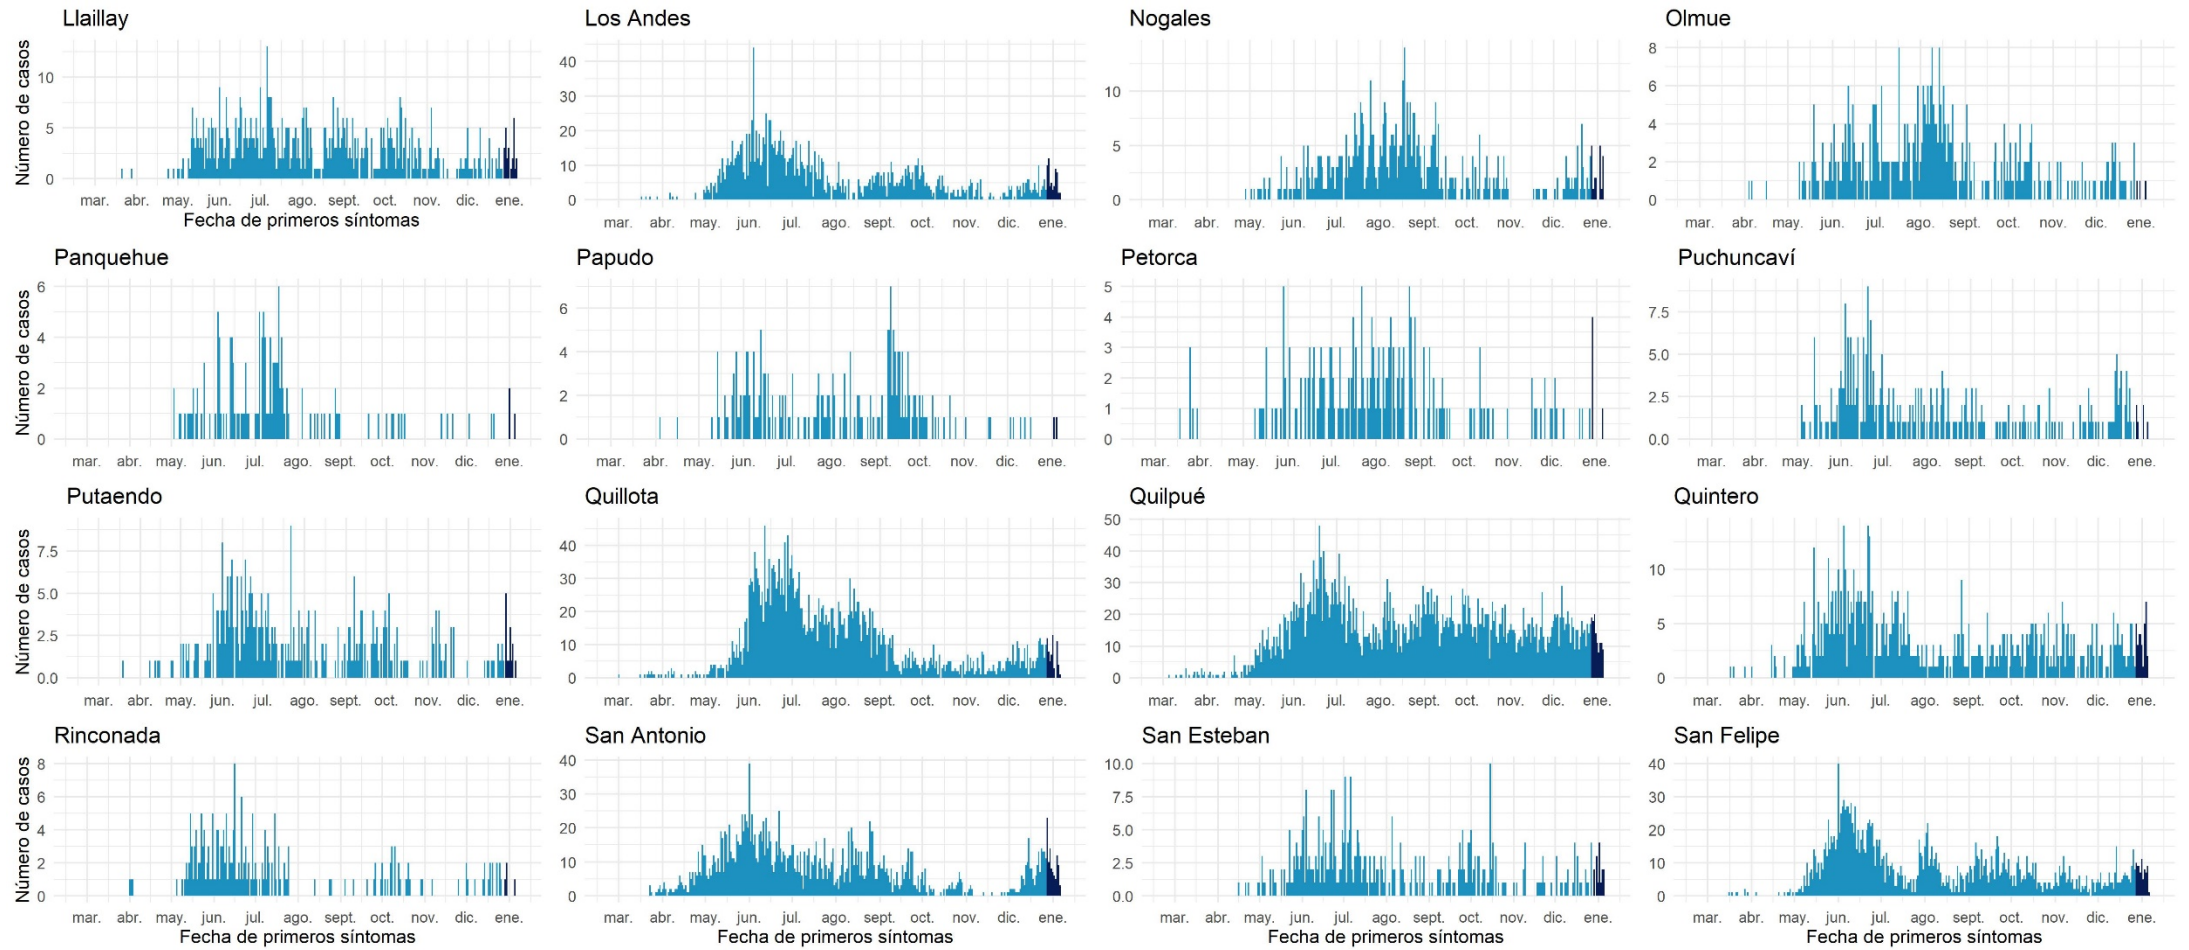 Llaillay
Los Andes
Nogales
Olmue
Número de casos
10
5
0
40
30
20
10
0
10
5
0
8
6
4
2
0
mar. abr. may. jun. jul. ago. sept. oct. nov. dic. ene.
mar. abr. may. jun. jul. ago. sept. oct. nov. dic. ene.
mar. abr. may. jun. jul. ago. sept. oct. nov. dic. ene.
mar. abr. may. jun. jul. ago. sept. oct. nov. dic. ene.
Fecha de primeros síntomas
Panquehue
Papudo
Petorca
Puchuncaví
Número de casos
6
4
2
0
6
4
2
0
5
4
3
2
1
0
7.5
5.0
2.5
0.0
mar. abr. may. jun. jul. ago. sept. oct. nov. dic. ene.
mar. abr. may. jun. jul. ago. sept. oct. nov. dic. ene.
mar. abr. may. jun. jul. ago. sept. oct. nov. dic. ene.
mar. abr. may. jun. jul. ago. sept. oct. nov. dic. ene.
Putaendo
Quillota
Quilpué
Quintero
Número de casos
7.5
5.0
2.5
0.0
40
30
20
10
0
50
40
30
20
10
0
10
5
0
mar. abr. may. jun. jul. ago. sept. oct. nov. dic. ene.
mar. abr. may. jun. jul. ago. sept. oct. nov. dic. ene.
mar. abr. may. jun. jul. ago. sept. oct. nov. dic. ene.
mar. abr. may. jun. jul. ago. sept. oct. nov. dic. ene.
Rinconada
San Antonio
San Esteban
San Felipe
Número de casos
8
6
4
2
0
40
30
20
10
0
10.0
7.5
5.0
2.5
0.0
40
30
20
10
0
mar. abr. may. jun. jul. ago. sept. oct. nov. dic. ene.
mar. abr. may. jun. jul. ago. sept. oct. nov. dic. ene.
mar. abr. may. jun. jul. ago. sept. oct. nov. dic. ene.
mar. abr. may. jun. jul. ago. sept. oct. nov. dic. ene.
Fecha de primeros síntomas
Fecha de primeros síntomas
Fecha de primeros síntomas
Fecha de primeros síntomas